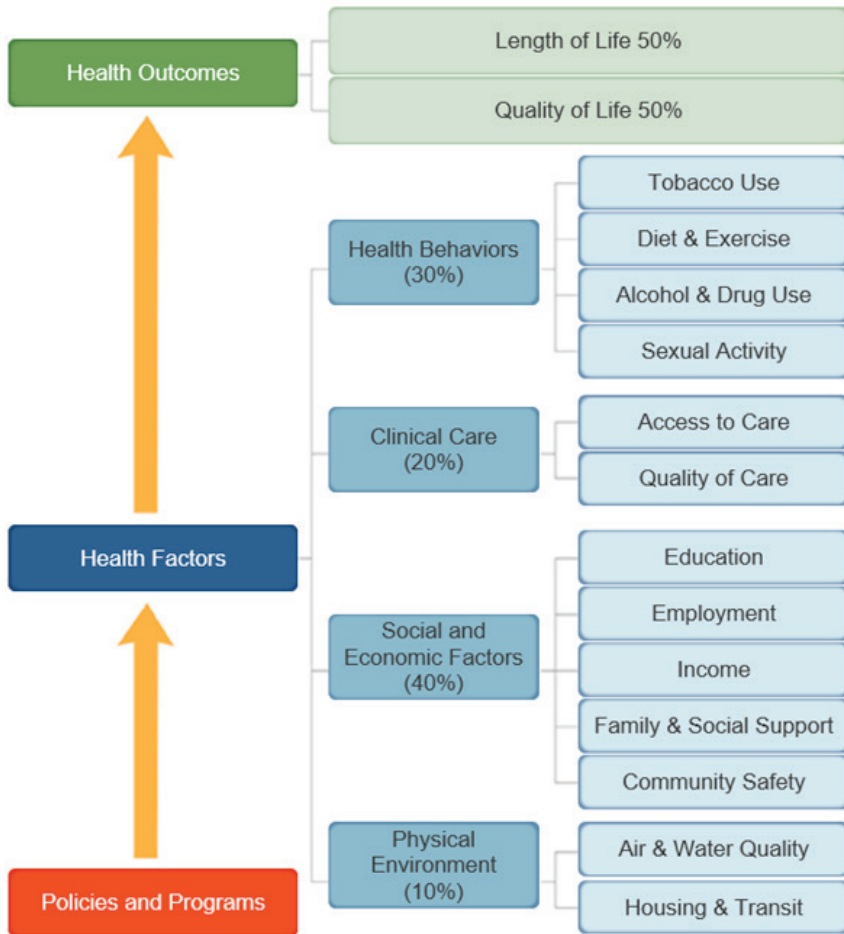 Health Outcomes
Length of Life 50%
Quality of Life 50%
Health Factors
Health Behaviors
(30%)
Tobacco Use
Diet & Exercise
Alcohol & Drug Use
Sexual Activity
Clinical Care
(20%)
Access to Care
Quality of Care
Social and
Economic Factors
(40%)
Education
Employment
Income
Family & Social Support
Community Safety
Physical
Environment
(10%)
Air & Water Quality
Housing & Transit
Policies and Programs